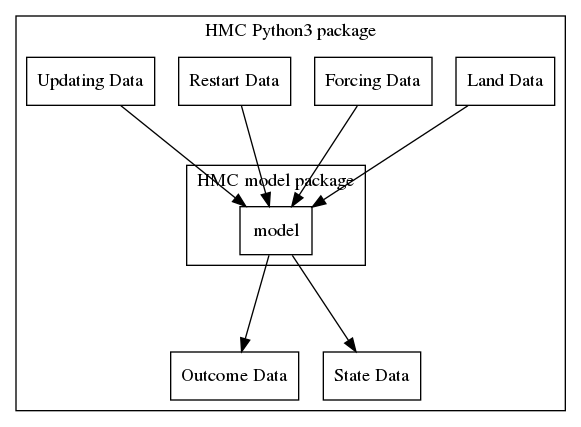 HMC Python3 package
Updating Data
Restart Data
Forcing Data
Land Data
HMC model package
model
Outcome Data
State Data